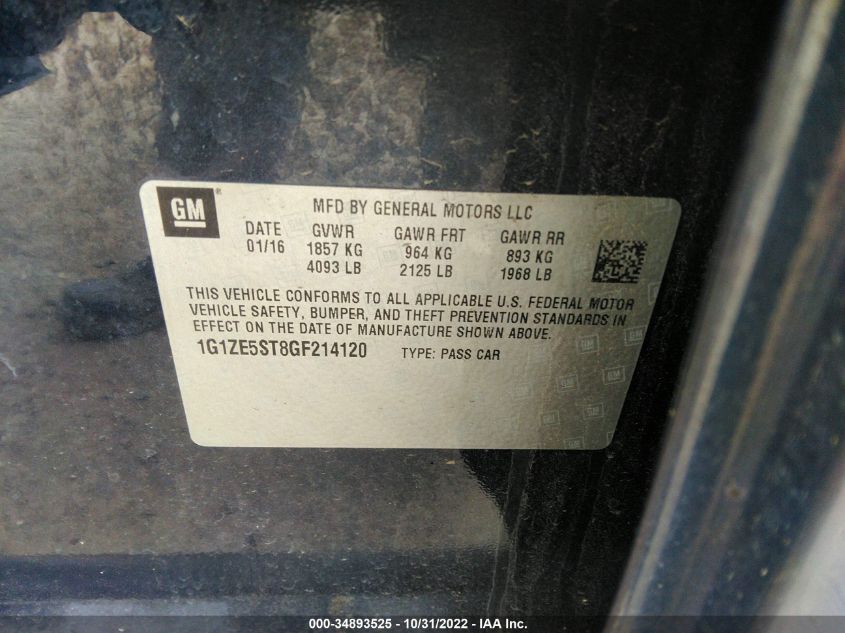 GM®
MFD BY GENERAL MOTORS LLC
DATE GVWR GAWR FRT GAWR RR
01/16 1857 KG 964 KG 893 KG
4093 LB 2125 LB 1968 LB
THIS VEHICLE CONFORMS TO ALL APPLICABLE U.S. FEDERAL MOTOR
VEHICLE SAFETY, BUMPER, AND THEFT PREVENTION STANDARDS IN
EFFECT ON THE DATE OF MANUFACTURE SHOWN ABOVE.
1G1ZE5ST8GF214120 TYPE: PASS CAR
000-34893525 - 10/31/2022 - IAA Inc.